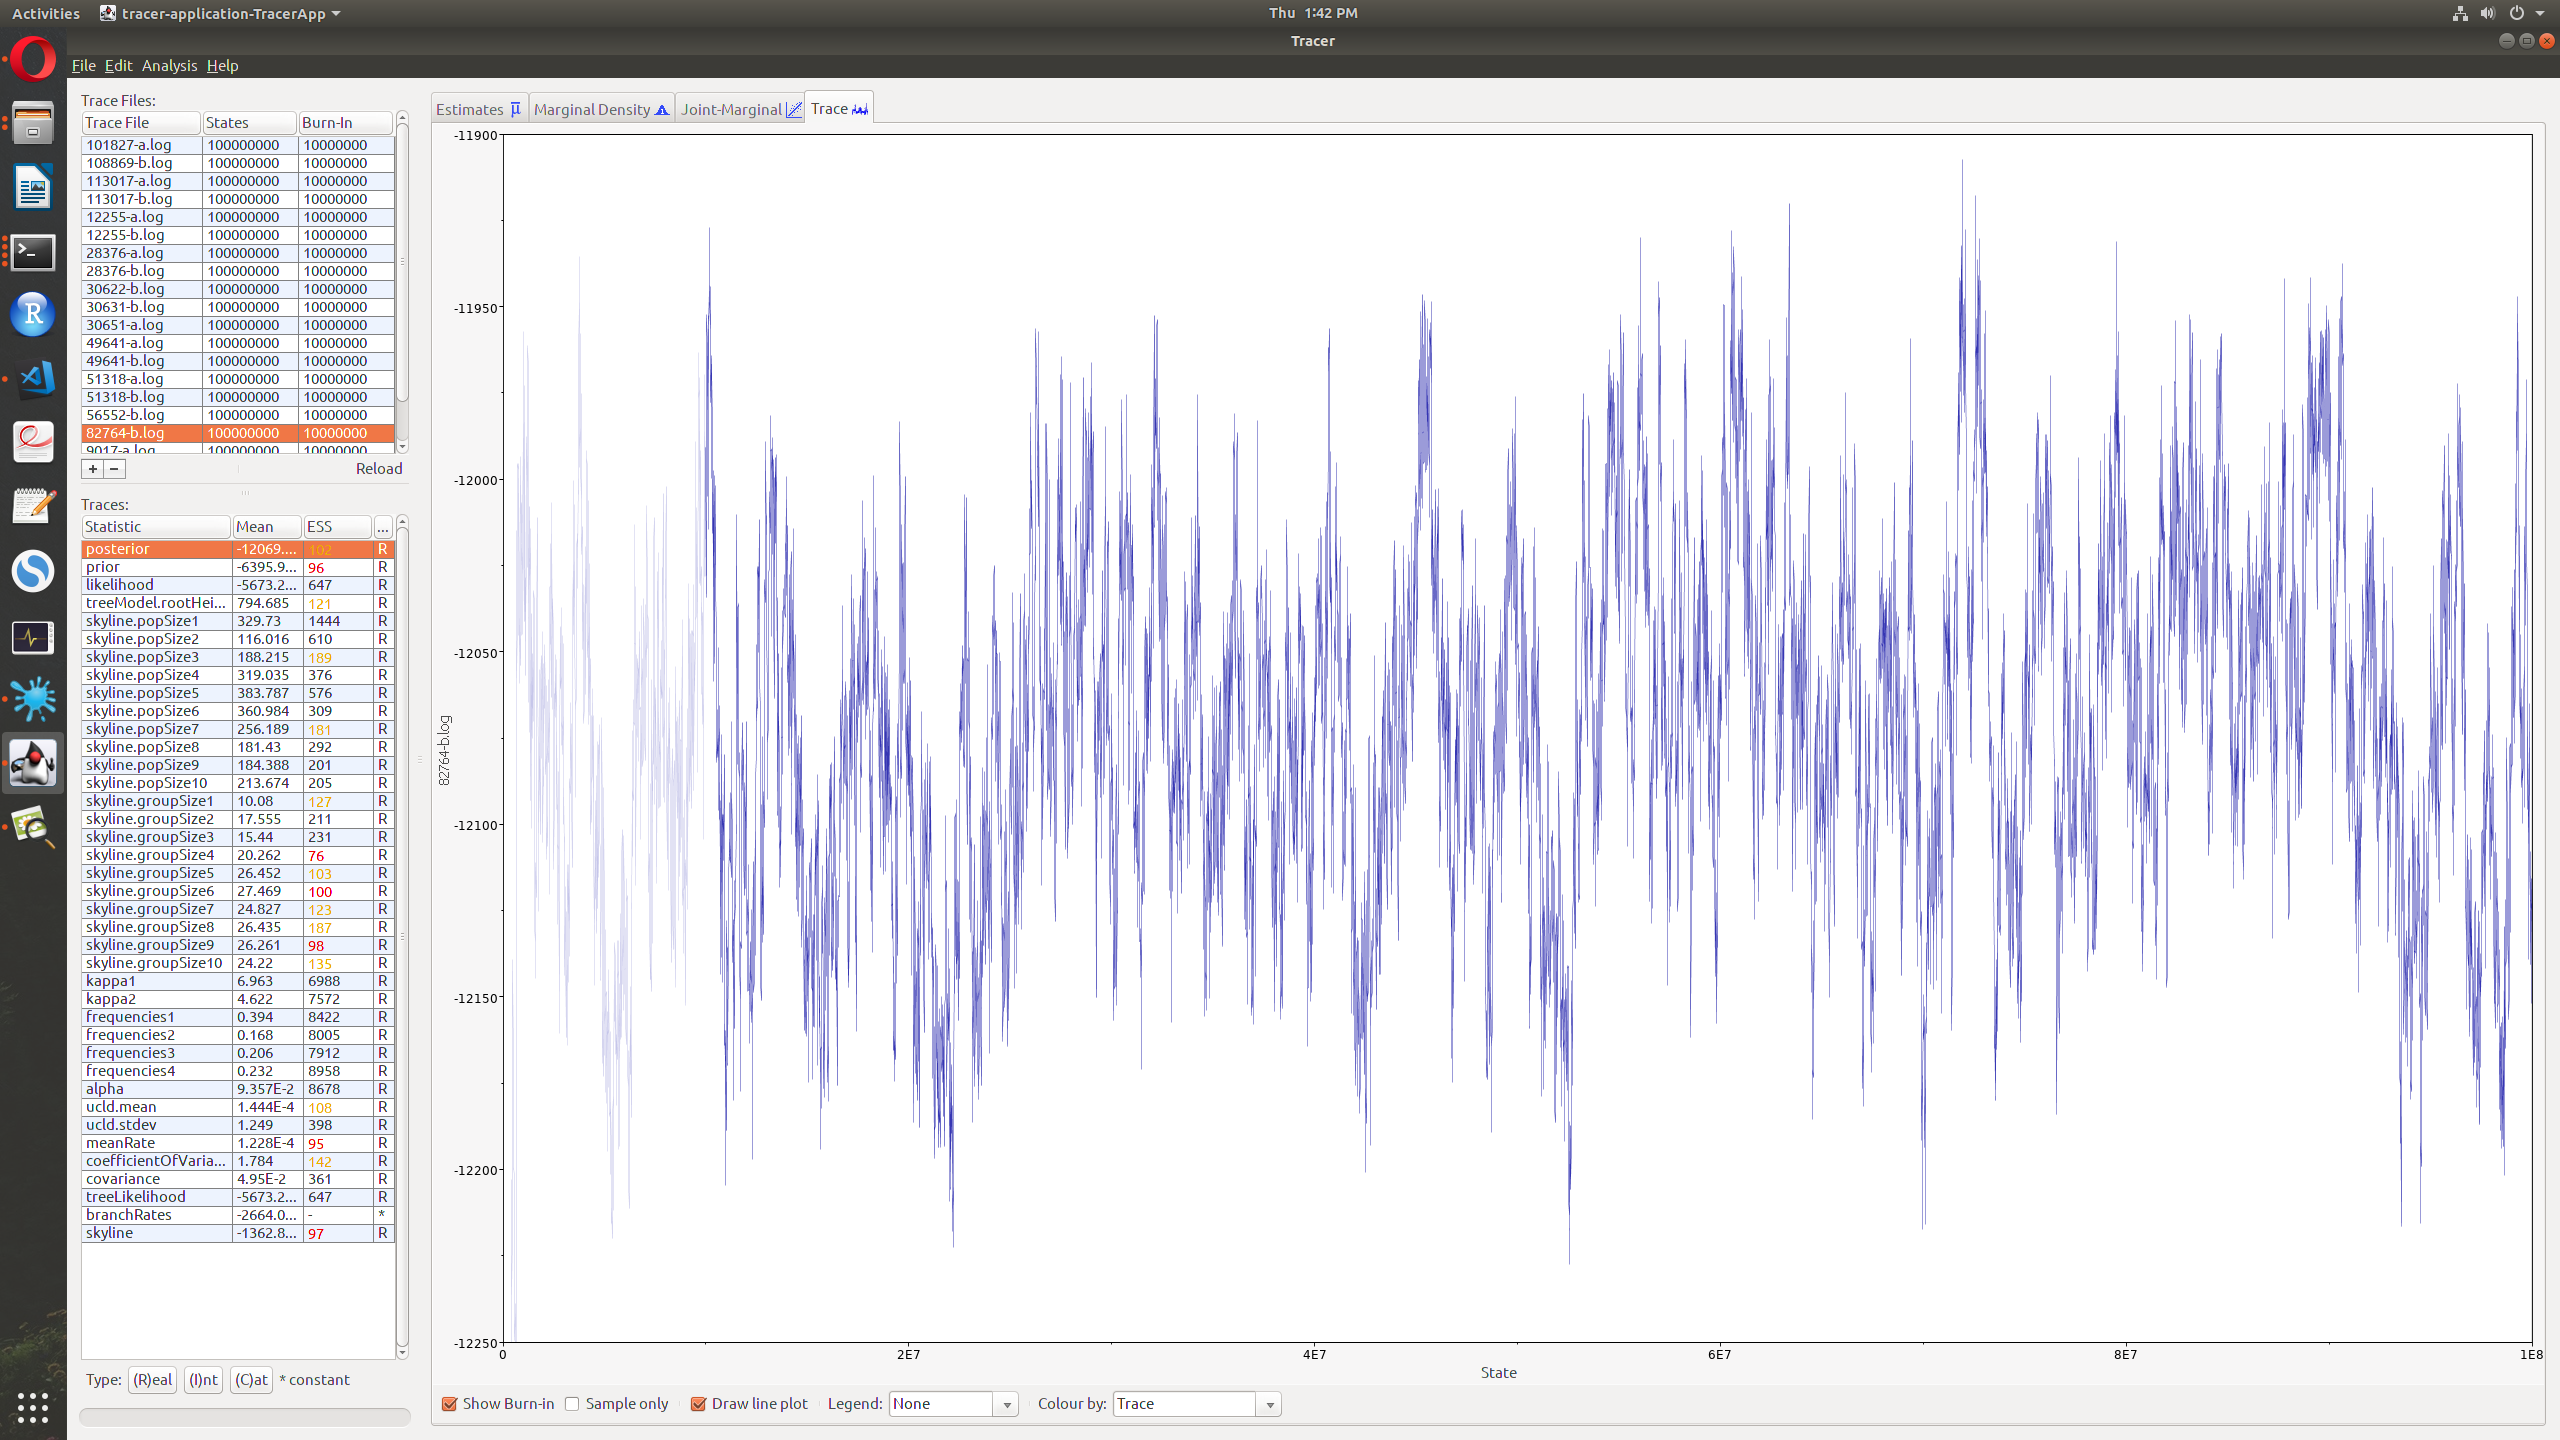 Activities tracer-application-TracerApp Thu 1:42 PM
Tracer
File Edit Analysis Help
Trace Files:
Trace File States Burn-In
101827-a.log 100000000 10000000
108869-b.log 100000000 10000000
113017-a.log 100000000 10000000
113017-b.log 100000000 10000000
12255-a.log 100000000 10000000
12255-b.log 100000000 10000000
28376-a.log 100000000 10000000
28376-b.log 100000000 10000000
30622-b.log 100000000 10000000
30631-b.log 100000000 10000000
30651-a.log 100000000 10000000
49641-a.log 100000000 10000000
49641-b.log 100000000 10000000
51318-a.log 100000000 10000000
51318-b.log 100000000 10000000
56552-b.log 100000000 10000000
82764-b.log 100000000 10000000
9017-a.log 100000000 10000000
+ − Reload
Traces:
Statistic Mean ESS ...
posterior -12069.... 102 R
prior -6395.9... 96 R
likelihood -5673.2... 647 R
treeModel.rootHei... 794.685 121 R
skyline.popSize1 329.73 1444 R
skyline.popSize2 116.016 610 R
skyline.popSize3 188.215 189 R
skyline.popSize4 319.035 376 R
skyline.popSize5 383.787 576 R
skyline.popSize6 360.984 309 R
skyline.popSize7 256.189 181 R
skyline.popSize8 181.43 292 R
skyline.popSize9 184.388 201 R
skyline.popSize10 213.674 205 R
skyline.groupSize1 10.08 127 R
skyline.groupSize2 17.555 211 R
skyline.groupSize3 15.44 231 R
skyline.groupSize4 20.262 76 R
skyline.groupSize5 26.452 103 R
skyline.groupSize6 27.469 100 R
skyline.groupSize7 24.827 123 R
skyline.groupSize8 26.435 187 R
skyline.groupSize9 26.261 98 R
skyline.groupSize10 24.22 135 R
kappa1 6.963 6988 R
kappa2 4.622 7572 R
frequencies1 0.394 8422 R
frequencies2 0.168 8005 R
frequencies3 0.206 7912 R
frequencies4 0.232 8958 R
alpha 9.357E-2 8678 R
ucld.mean 1.444E-4 108 R
ucld.stdev 1.249 398 R
meanRate 1.228E-4 95 R
coefficientOfVaria... 1.784 142 R
covariance 4.95E-2 361 R
treeLikelihood -5673.2... 647 R
branchRates -2664.0... - *
skyline -1362.8... 97 R
Type: (R)eal (I)nt (C)at * constant
Estimates μ Marginal Density Joint-Marginal Trace
-11900
-11950
-12000
-12050
-12100
-12150
-12200
-12250
82764-b.log
0 2E7 4E7 6E7 8E7 1E8
State
Show Burn-in Sample only Draw line plot Legend: None Colour by: Trace